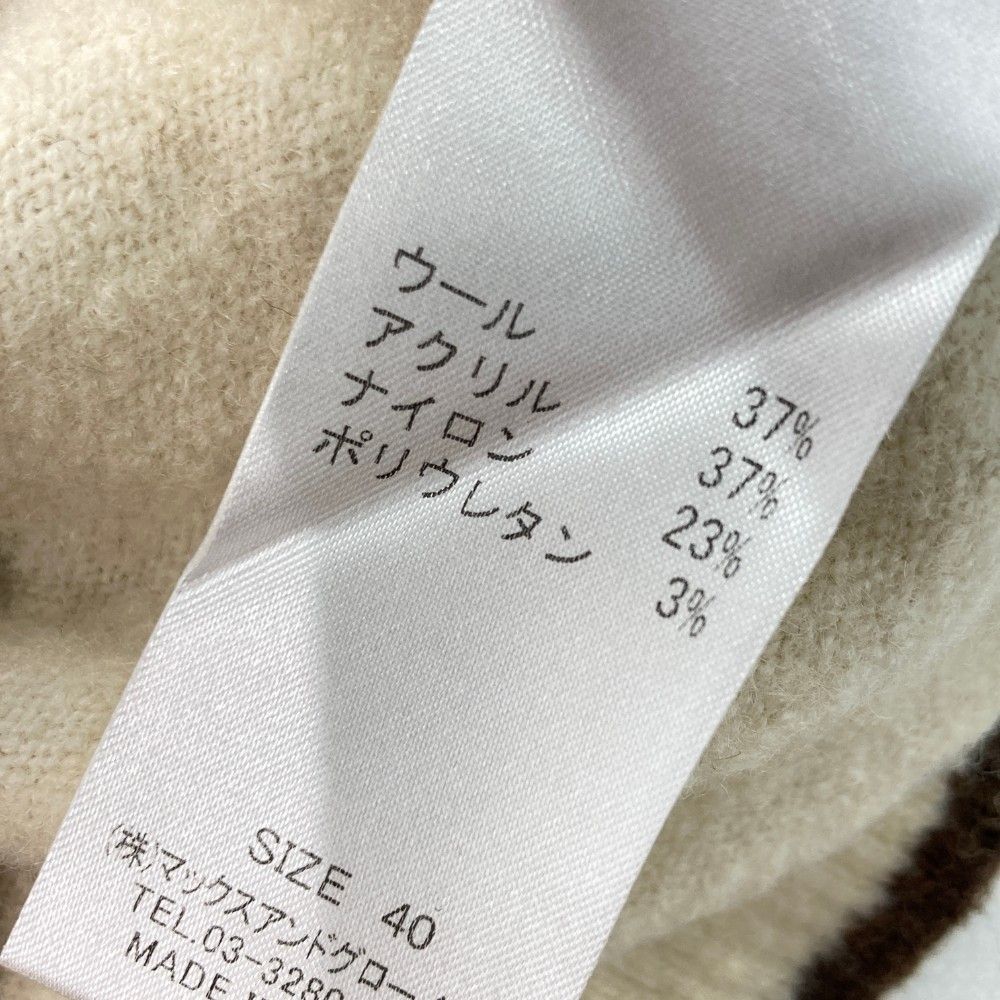 ウール 37%
アクリル 37%
ナイロン 23%
ポリウレタン 3%
SIZE 40
(株)マックスアンドグロー
TEL.03-3280
MADE